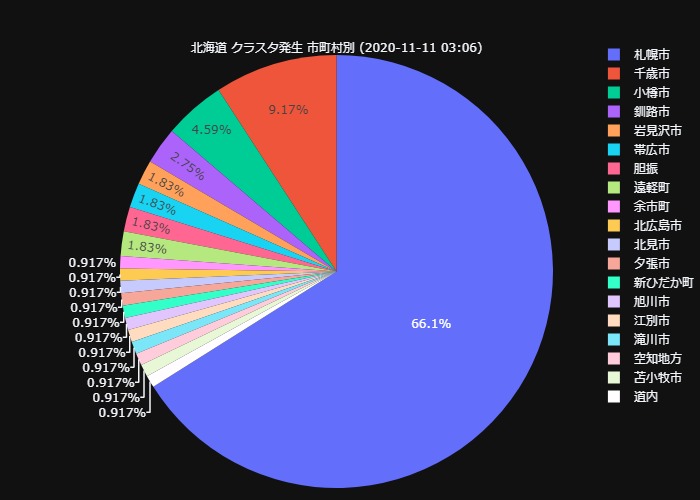 北海道 クラスタ発生 市町村別 (2020-11-11 03:06)
66.1%
9.17%
4.59%
2.75%
1.83%
1.83%
1.83%
1.83%
0.917%
0.917%
0.917%
0.917%
0.917%
0.917%
0.917%
0.917%
0.917%
0.917%
0.917%
札幌市
千歳市
小樽市
釧路市
岩見沢市
帯広市
胆振
遠軽町
余市町
北広島市
北見市
夕張市
新ひだか町
旭川市
江別市
滝川市
空知地方
苫小牧市
道内